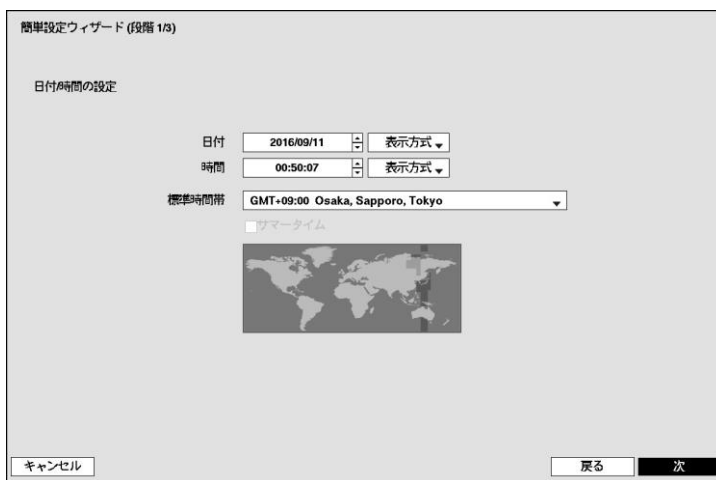 簡単設定ウィザード (段階 1/3)
日付/時間の設定
日付 2016/09/11 表示方式
時間 00:50:07 表示方式
標準時間帯 GMT+09:00 Osaka, Sapporo, Tokyo
サマータイム
キャンセル 戻る 次